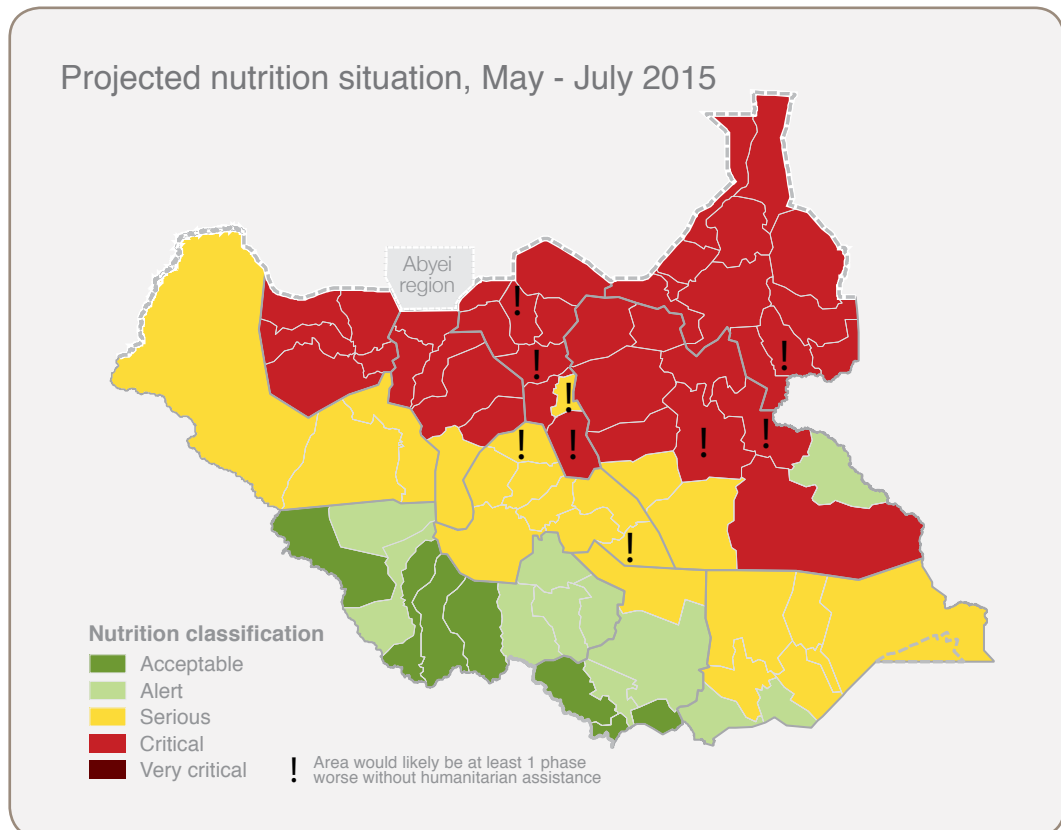 Projected nutrition situation, May - July 2015
Abyei
region
!
!
!
!
!
!
!
!
!
Nutrition classification
Acceptable
Alert
Serious
Critical
Very critical
! Area would likely be at least 1 phase
worse without humanitarian assistance